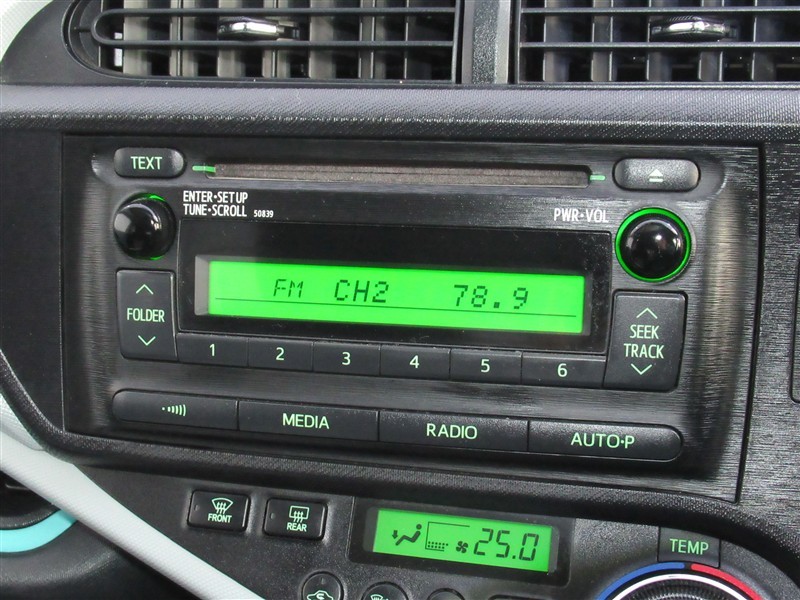 TEXT
ENTER•SETUP
TUNE•SCROLL 50839
PWR•VOL
FM CH2 78.9
FOLDER
SEEK
TRACK
1 2 3 4 5 6
MEDIA RADIO AUTO•P
FRONT
REAR
25.0
TEMP